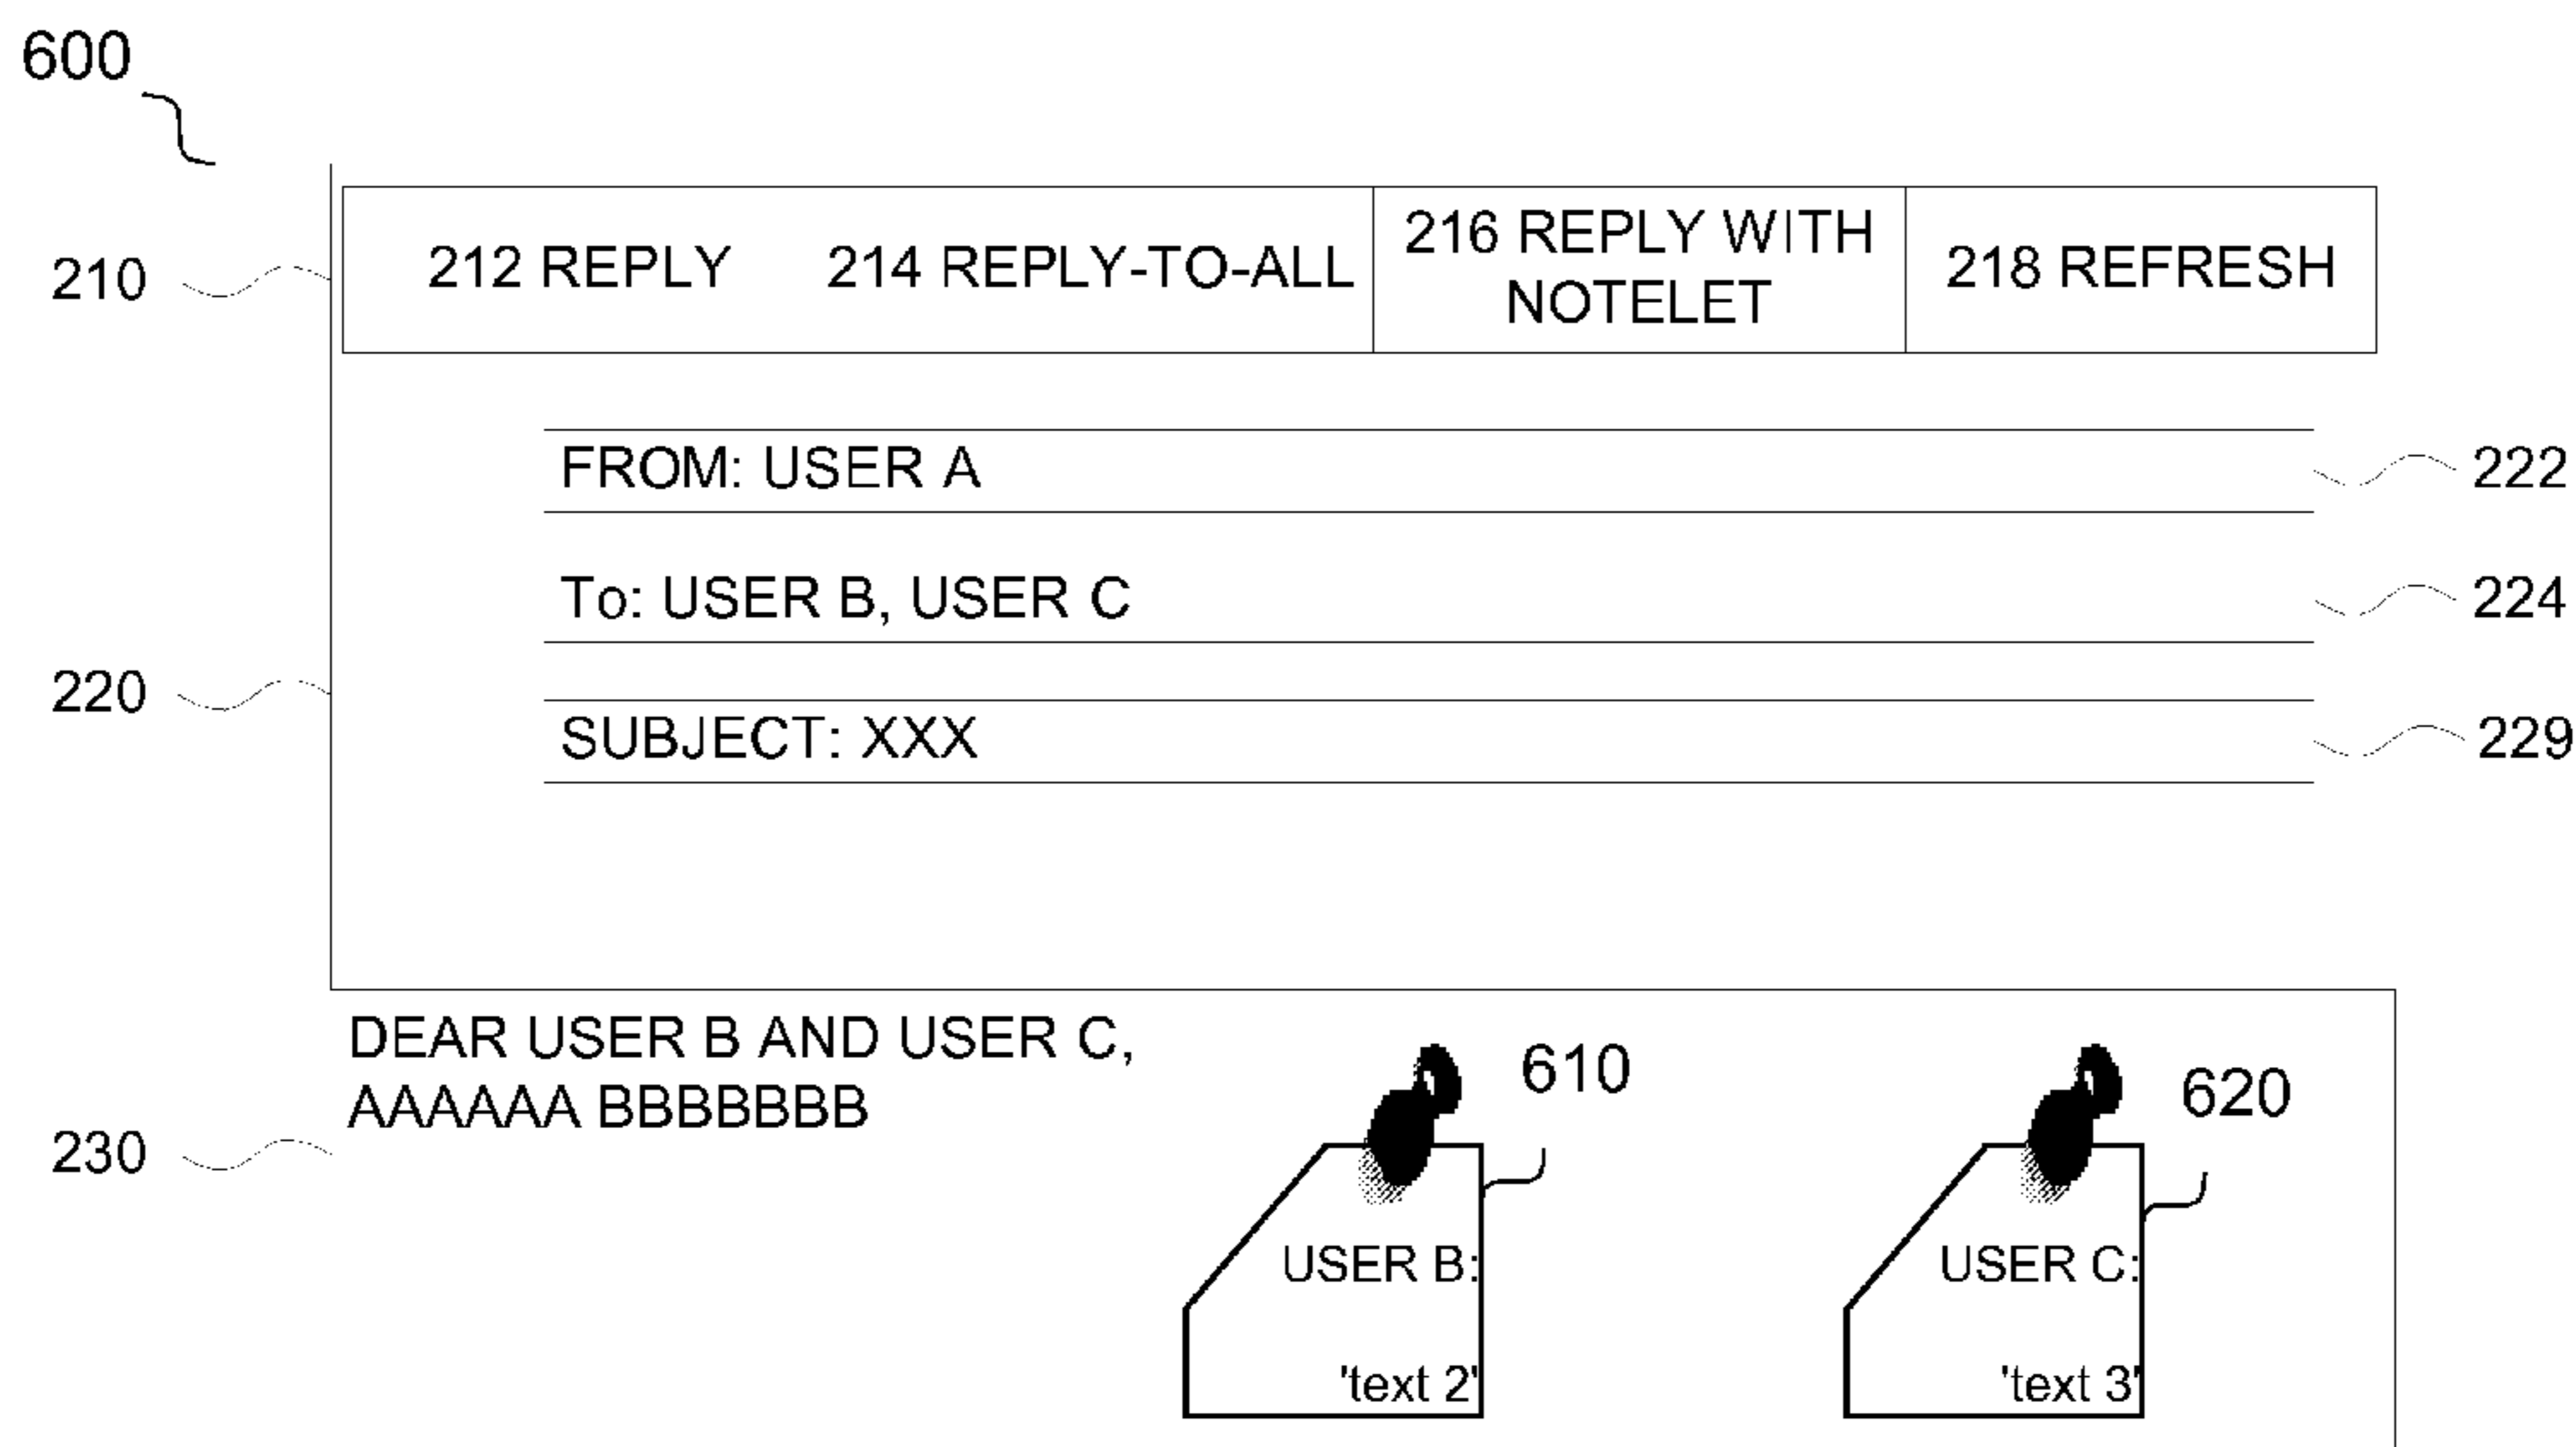 600
210
212 REPLY
214 REPLY-TO-ALL
216 REPLY WITH
NOTELET
218 REFRESH
FROM: USER A
222
To: USER B, USER C
224
220
SUBJECT: XXX
229
DEAR USER B AND USER C,
AAAAAA BBBBBBB
230
610
620
USER B:
'text 2'
USER C:
'text 3'